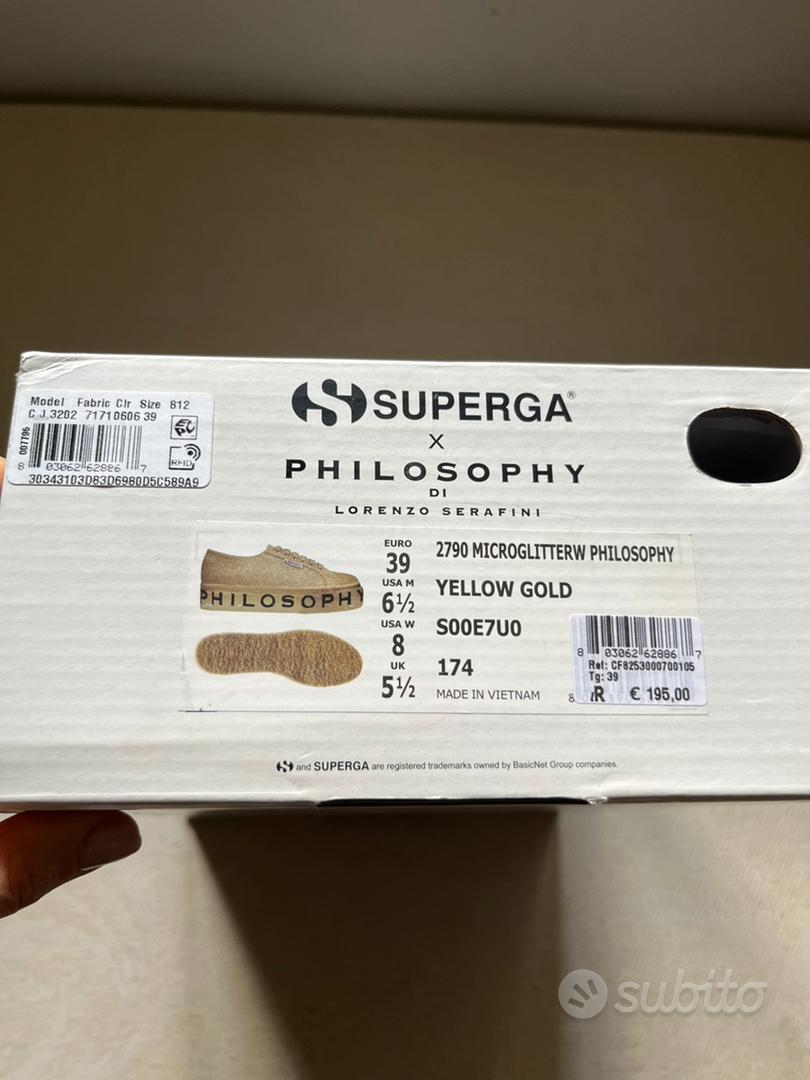 Model Fabric Clr Size 812
C J 3202 71710606 39
007796
8 03062 62886 7
RFID
30343103D83D6980D5C589A9
SUPERGA®
X
PHILOSOPHY
DI
LORENZO SERAFINI
PHILOSOPHY
EURO
39
USA M
6½
USA W
8
UK
5½
2790 MICROGLITTERW PHILOSOPHY
YELLOW GOLD
S00E7U0
174
MADE IN VIETNAM
8 03062 62886 7
Ref: CF8253000700105
Tg: 39
€ 195,00
and SUPERGA are registered trademarks owned by BasicNet Group companies.
subito